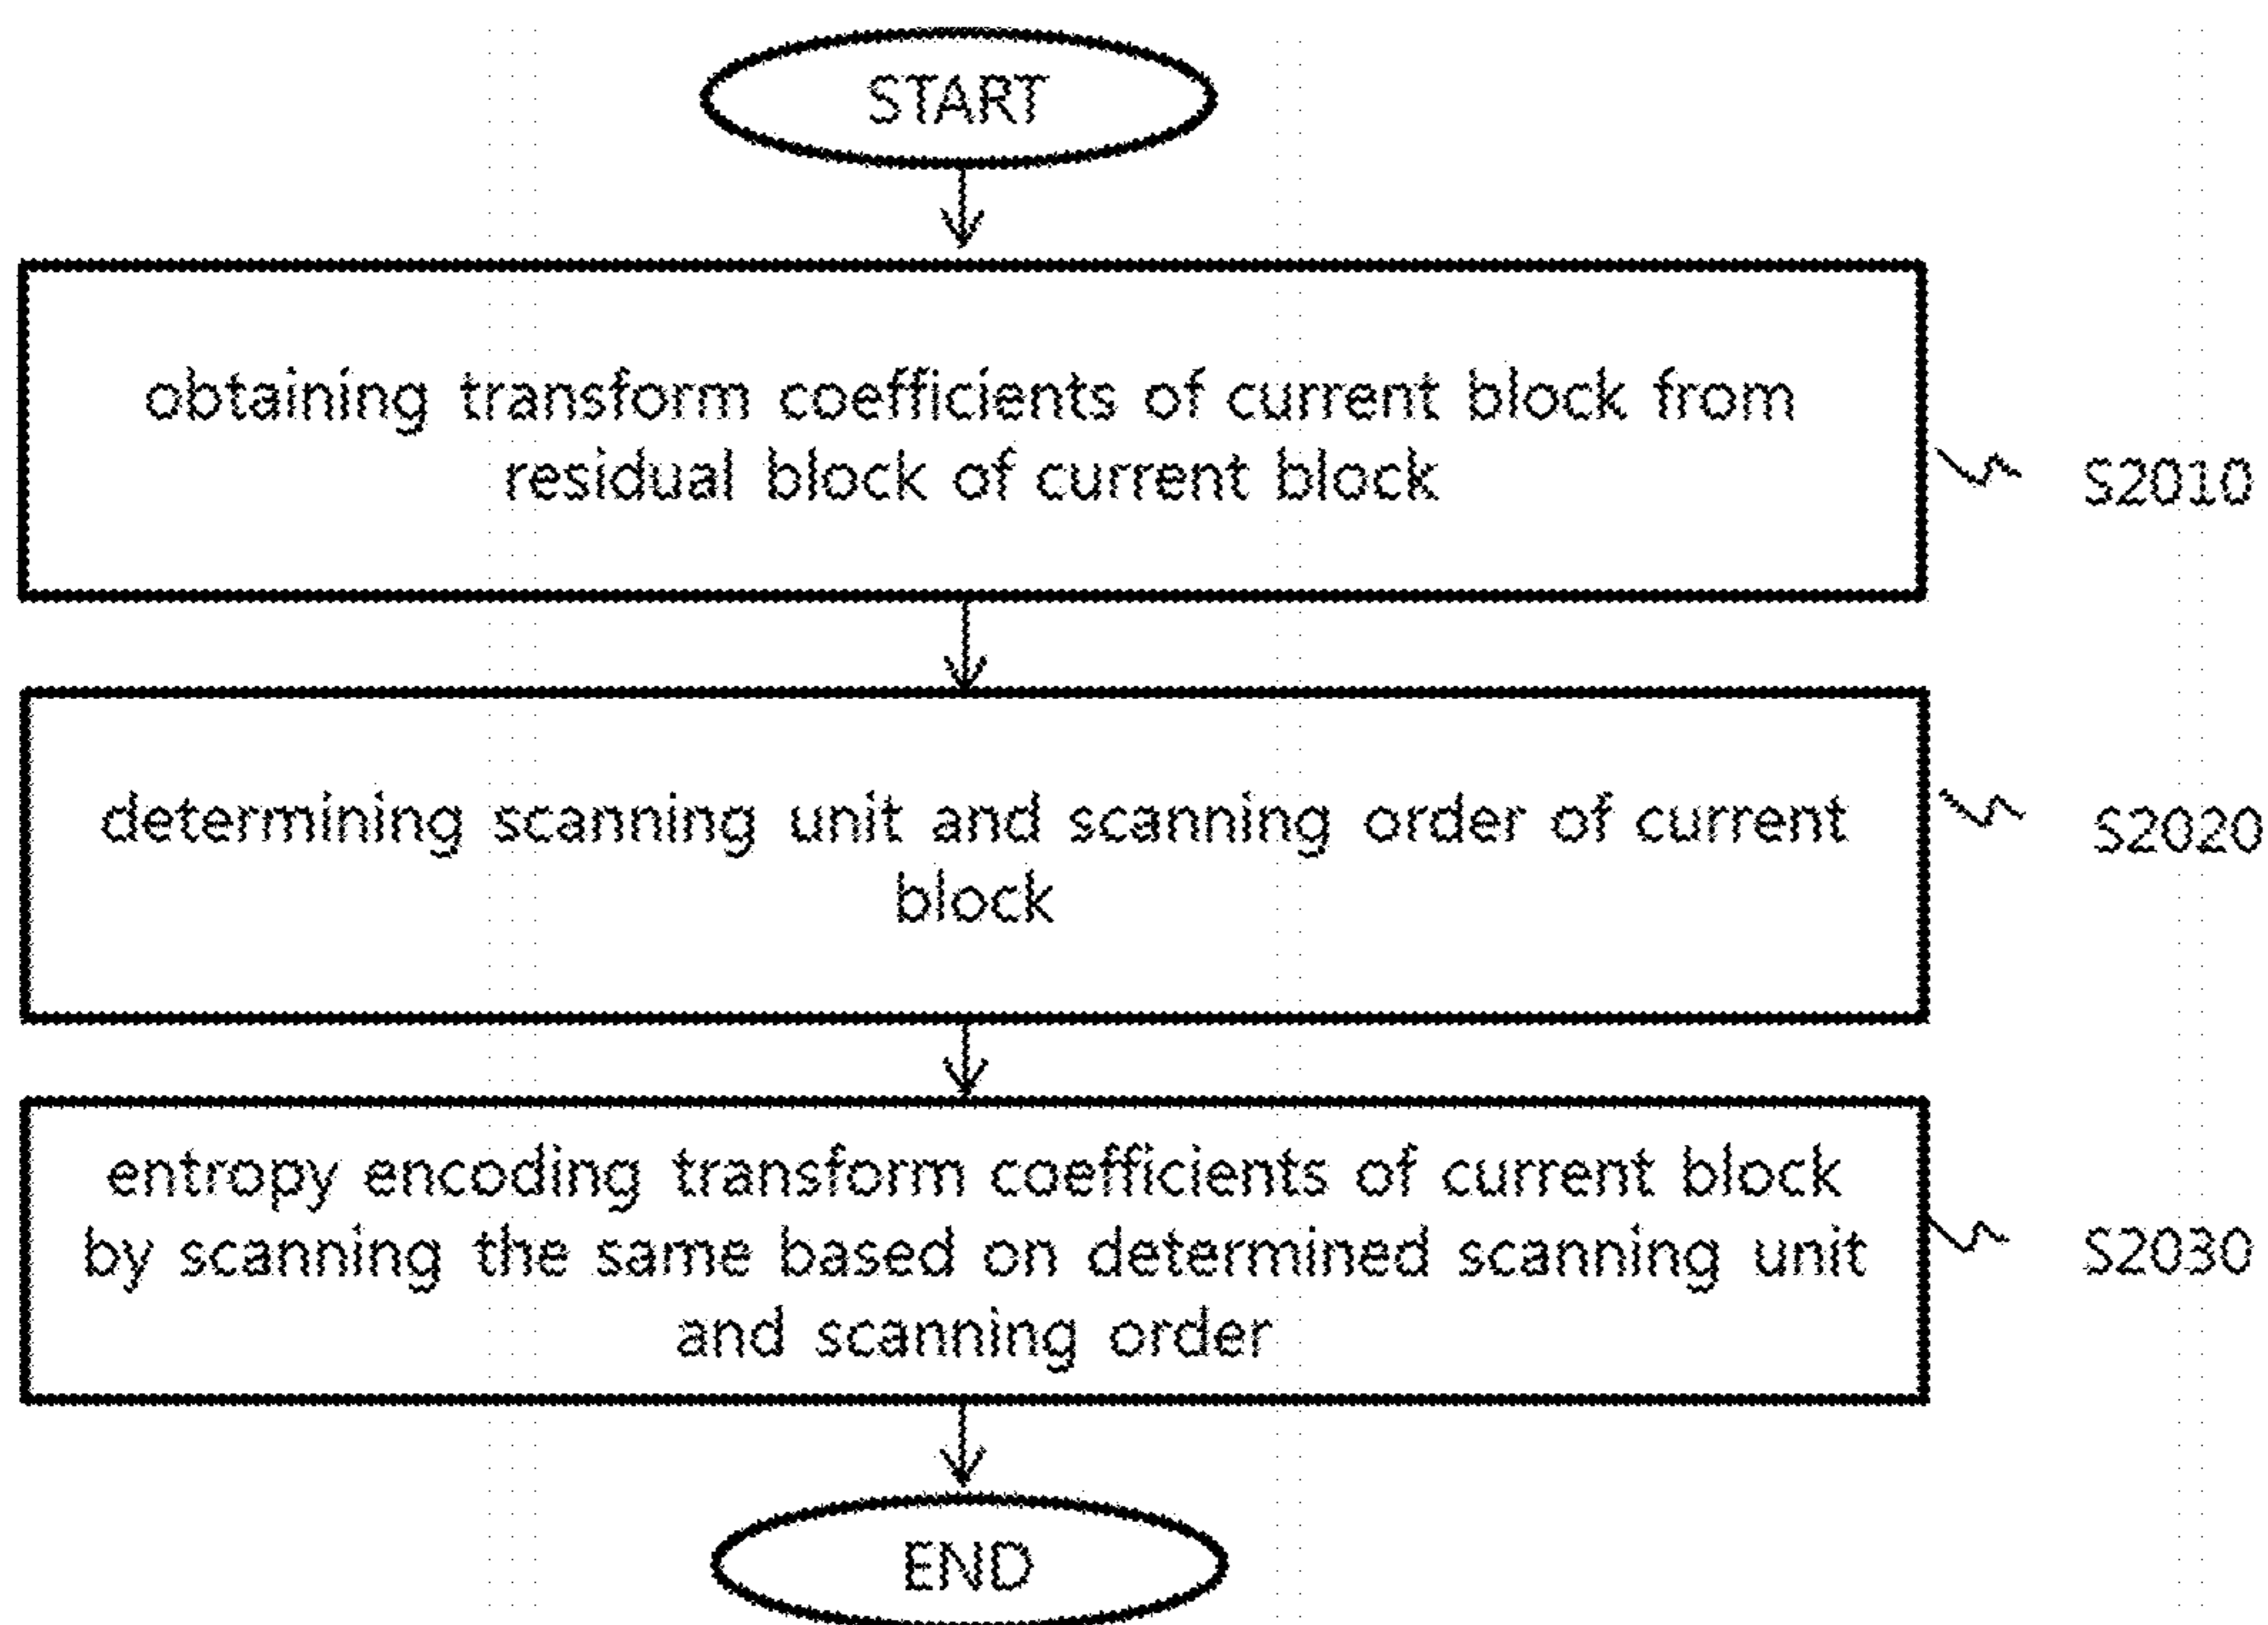 START
obtaining transform coefficients of current block from
residual block of current block
S2010
determining scanning unit and scanning order of current
block
S2020
entropy encoding transform coefficients of current block
by scanning the same based on determined scanning unit
and scanning order
S2030
END